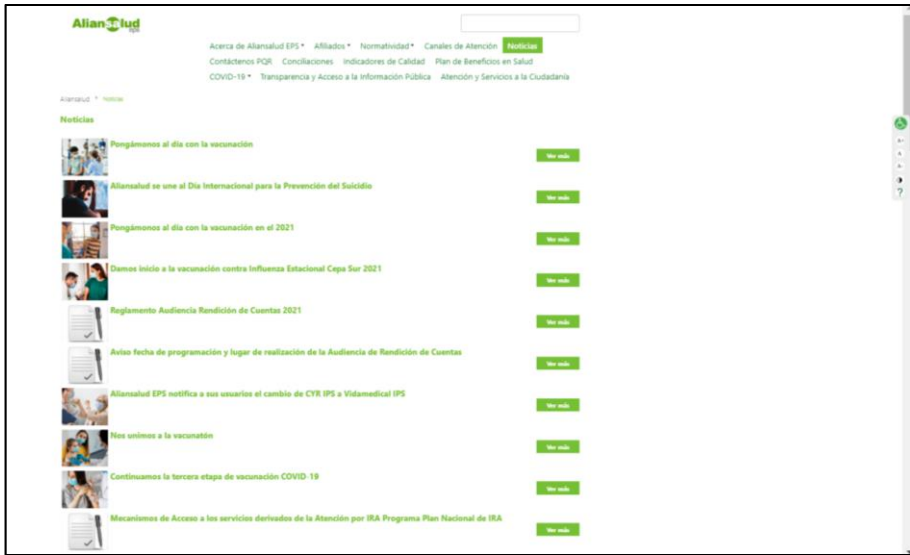 Aliansalud
eps
Acerca de Aliansalud EPS Afiliados Normatividad Canales de Atención Noticias
Contáctenos PQR Conciliaciones Indicadores de Calidad Plan de Beneficios en Salud
COVID-19 Transparencia y Acceso a la Información Pública Atención y Servicios a la Ciudadanía
Aliansalud Noticias
Noticias
Pongámonos al día con la vacunación
Ver más
Aliansalud se une al Día Internacional para la Prevención del Suicidio
Ver más
Pongámonos al día con la vacunación en el 2021
Ver más
Damos inicio a la vacunación contra Influenza Estacional Cepa Sur 2021
Ver más
Reglamento Audiencia Rendición de Cuentas 2021
Ver más
Aviso fecha de programación y lugar de realización de la Audiencia de Rendición de Cuentas
Ver más
Aliansalud EPS notifica a sus usuarios el cambio de CYR IPS a Vidamedical IPS
Ver más
Nos unimos a la vacunatón
Ver más
Continuamos la tercera etapa de vacunación COVID-19
Ver más
Mecanismos de Acceso a los servicios derivados de la Atención por IRA Programa Plan Nacional de IRA
Ver más
A+
A
A-
?